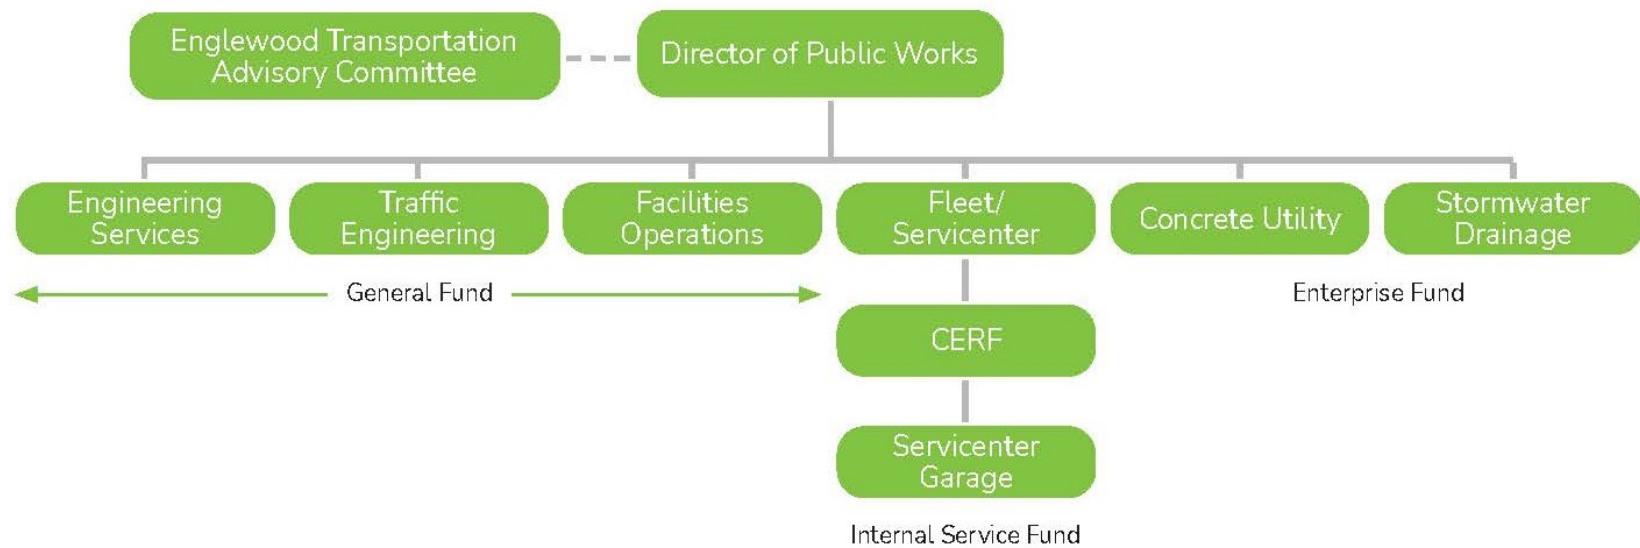 Englewood Transportation
Advisory Committee
Director of Public Works
Engineering
Services
Traffic
Engineering
Facilities
Operations
Fleet/
Servicenter
Concrete Utility
Stormwater
Drainage
General Fund
Enterprise Fund
CERF
Servicenter
Garage
Internal Service Fund